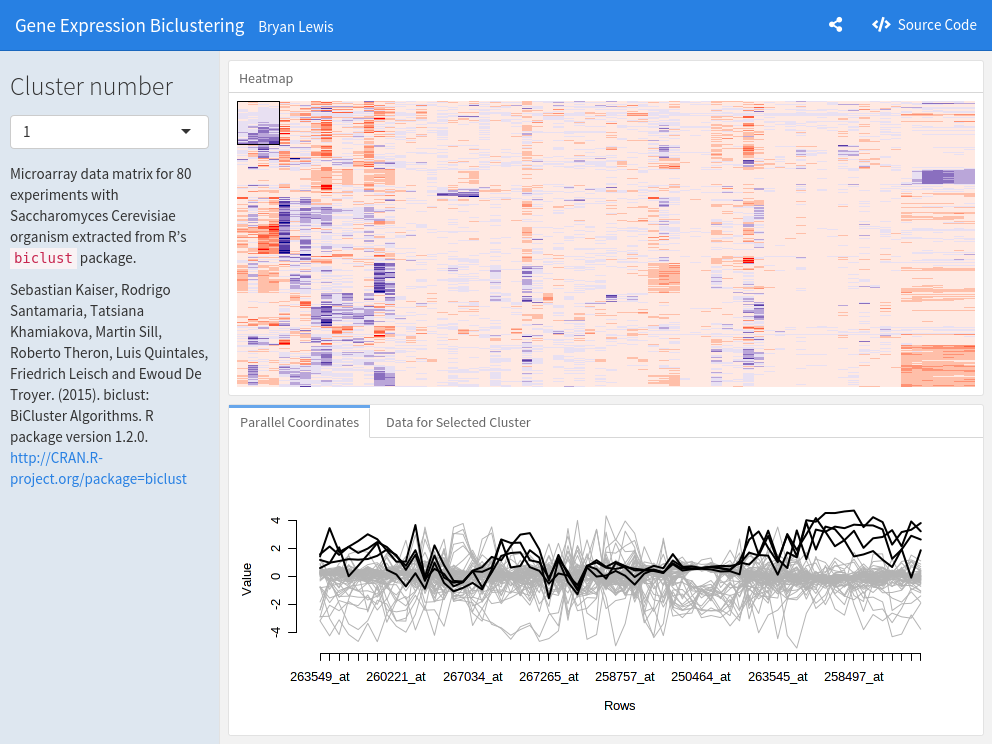 Gene Expression Biclustering Bryan Lewis Source Code
Cluster number
1
Microarray data matrix for 80
experiments with
Saccharomyces Cerevisiae
organism extracted from R's
biclust package.
Sebastian Kaiser, Rodrigo
Santamaria, Tatsiana
Khamiakova, Martin Sill,
Roberto Theron, Luis Quintales,
Friedrich Leisch and Ewoud De
Troyer. (2015). biclust:
BiCluster Algorithms. R
package version 1.2.0.
http://CRAN.R-
project.org/package=biclust
Heatmap
Parallel Coordinates Data for Selected Cluster
Value
4
2
0
-2
-4
263549_at 260221_at 267034_at 267265_at 258757_at 250464_at 263545_at 258497_at
Rows